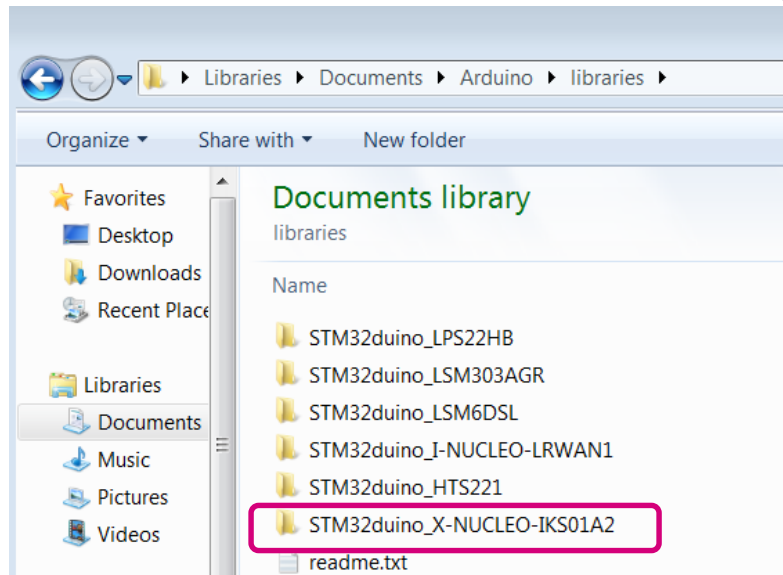 Libraries Documents Arduino libraries
Organize Share with New folder
Favorites
Desktop
Downloads
Recent Place
Libraries
Documents
Music
Pictures
Videos
Documents library
libraries
Name
STM32duino_LPS22HB
STM32duino_LSM303AGR
STM32duino_LSM6DSL
STM32duino_I-NUCLEO-LRWAN1
STM32duino_HTS221
STM32duino_X-NUCLEO-IKS01A2
readme.txt